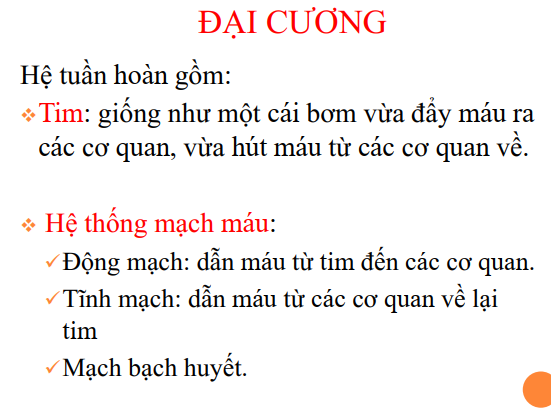 ĐẠI CƯƠNG
Hệ tuần hoàn gồm:
Tim: giống như một cái bơm vừa đẩy máu ra
các cơ quan, vừa hút máu từ các cơ quan về.
Hệ thống mạch máu:
Động mạch: dẫn máu từ tim đến các cơ quan.
Tĩnh mạch: dẫn máu từ các cơ quan về lại
tim
Mạch bạch huyết.